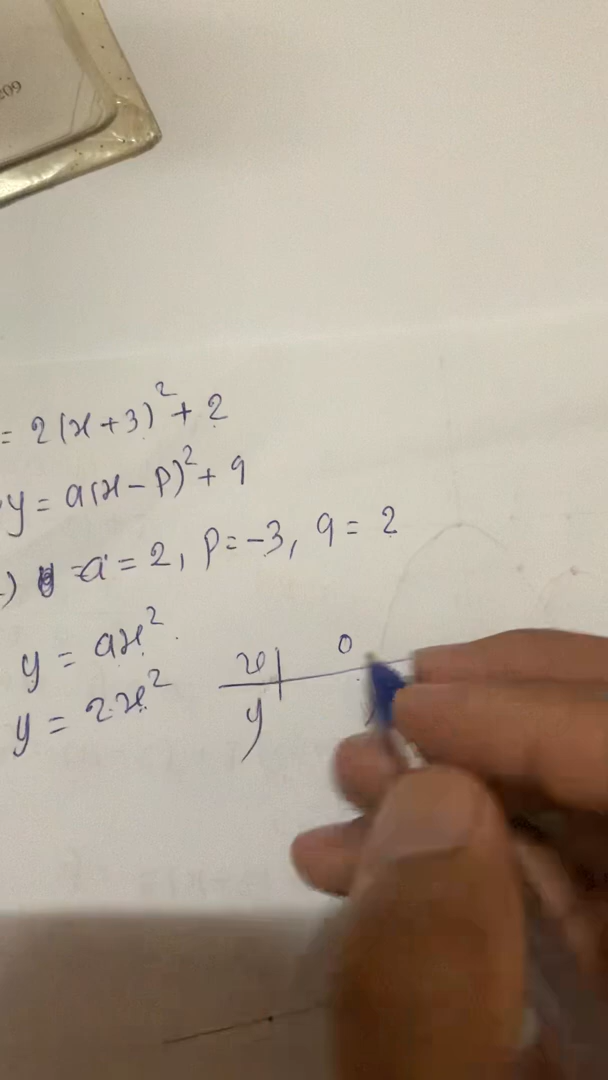 = 2(x+3)² + 2
y = a(x-p)² + q
a = 2, p = -3, q = 2
y = ax²
y = 2x²
x 0
y